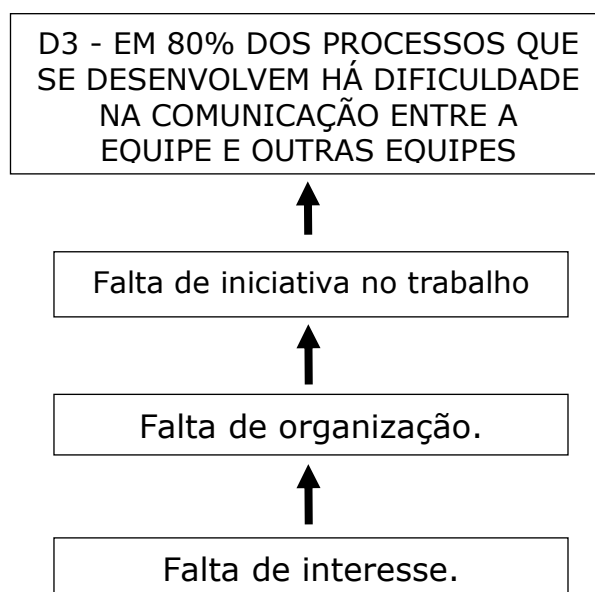 D3 - EM 80% DOS PROCESSOS QUE
SE DESENVOLVEM HÁ DIFICULDADE
NA COMUNICAÇÃO ENTRE A
EQUIPE E OUTRAS EQUIPES
Falta de iniciativa no trabalho
Falta de organização.
Falta de interesse.